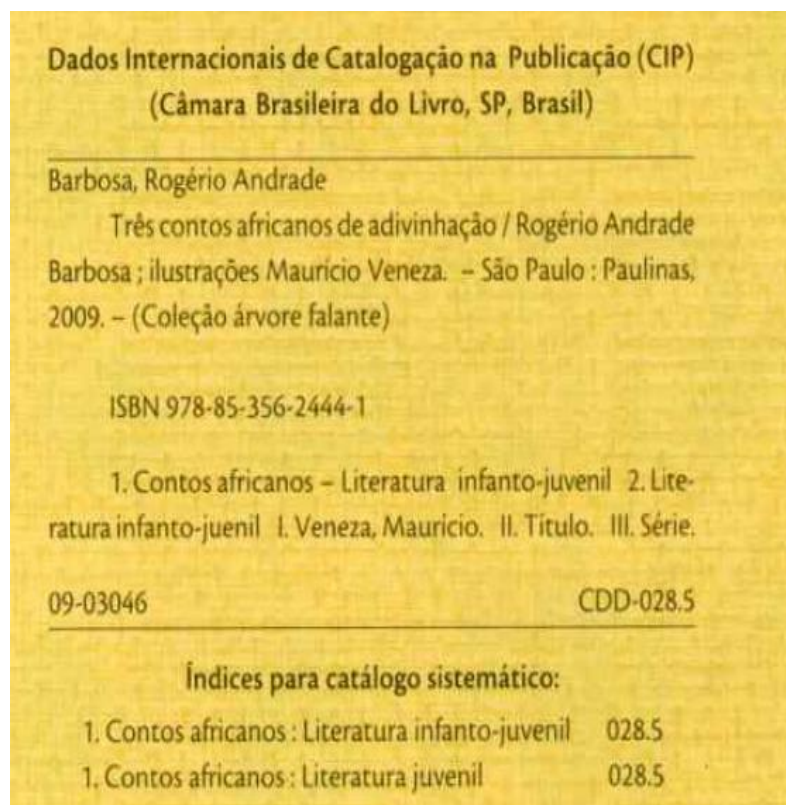 Dados Internacionais de Catalogação na Publicação (CIP)
(Câmara Brasileira do Livro, SP, Brasil)
Barbosa, Rogério Andrade
Três contos africanos de adivinhação / Rogério Andrade
Barbosa ; ilustrações Maurício Veneza. – São Paulo : Paulinas,
2009. – (Coleção árvore falante)
ISBN 978-85-356-2444-1
1. Contos africanos – Literatura infanto-juvenil 2. Lite-
ratura infanto-juenil I. Veneza, Maurício. II. Título. III. Série.
09-03046 CDD-028.5
Índices para catálogo sistemático:
1. Contos africanos : Literatura infanto-juvenil 028.5
1. Contos africanos : Literatura juvenil 028.5